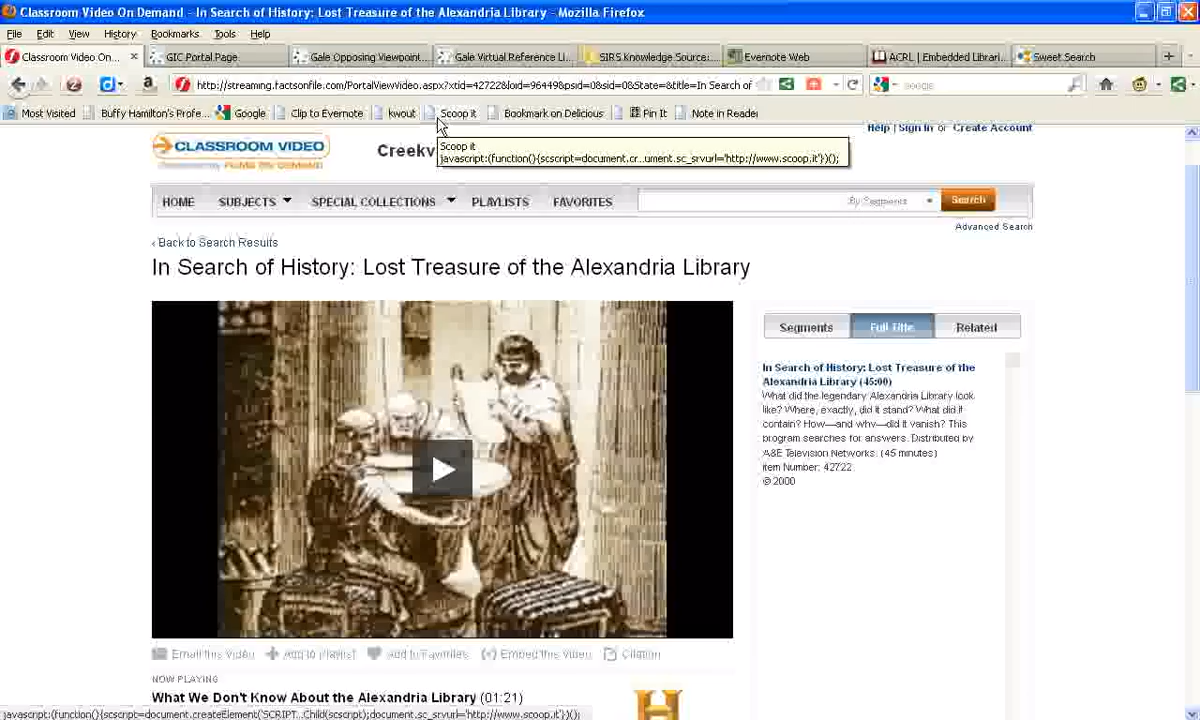 Classroom Video On Demand - In Search of History: Lost Treasure of the Alexandria Library - Mozilla Firefox
File Edit View History Bookmarks Tools Help
Classroom Video On... GIC Portal Page Gale Opposing Viewpoint... Gale Virtual Reference Li... SIRS Knowledge Source:... Evernote Web ACRL | Embedded Librari... Sweet Search
http://streaming.factsonfile.com/PortalViewVideo.aspx?xtid=42722&loid=96449&psid=0&sid=0&State=&title=In Search of Google
Most Visited Buffy Hamilton's Profe... Google Clip to Evernote kwout Scoop it Bookmark on Delicious Pin It Note in Reader
Help | Sign In or Create Account
Scoop it
javascript:(function(){scscript=document.cr...ument.sc_srvurl='http://www.scoop.it'})();
CLASSROOM VIDEO
Creekv
HOME SUBJECTS SPECIAL COLLECTIONS PLAYLISTS FAVORITES By Segments Search
Advanced Search
‹ Back to Search Results
In Search of History: Lost Treasure of the Alexandria Library
Segments Full Title Related
In Search of History: Lost Treasure of the
Alexandria Library (45:00)
What did the legendary Alexandria Library look
like? Where, exactly, did it stand? What did it
contain? How—and why—did it vanish? This
program searches for answers. Distributed by
A&E Television Networks. (45 minutes)
Item Number: 42722
© 2000
Email this Video Add to Playlist Add to Favorites Embed this Video Citation
NOW PLAYING
What We Don't Know About the Alexandria Library (01:21)
H
javascript:(function(){scscript=document.createElement('SCRIPT...Child(scscript);document.sc_srvurl='http://www.scoop.it'})();